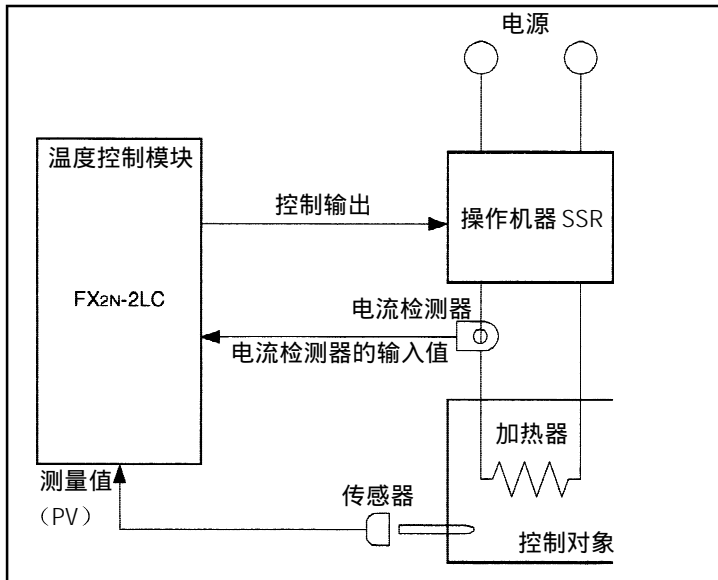 电源
温度控制模块
控制输出
操作机器 SSR
FX2N-2LC
电流检测器
电流检测器的输入值
加热器
测量值
（PV）
传感器
控制对象